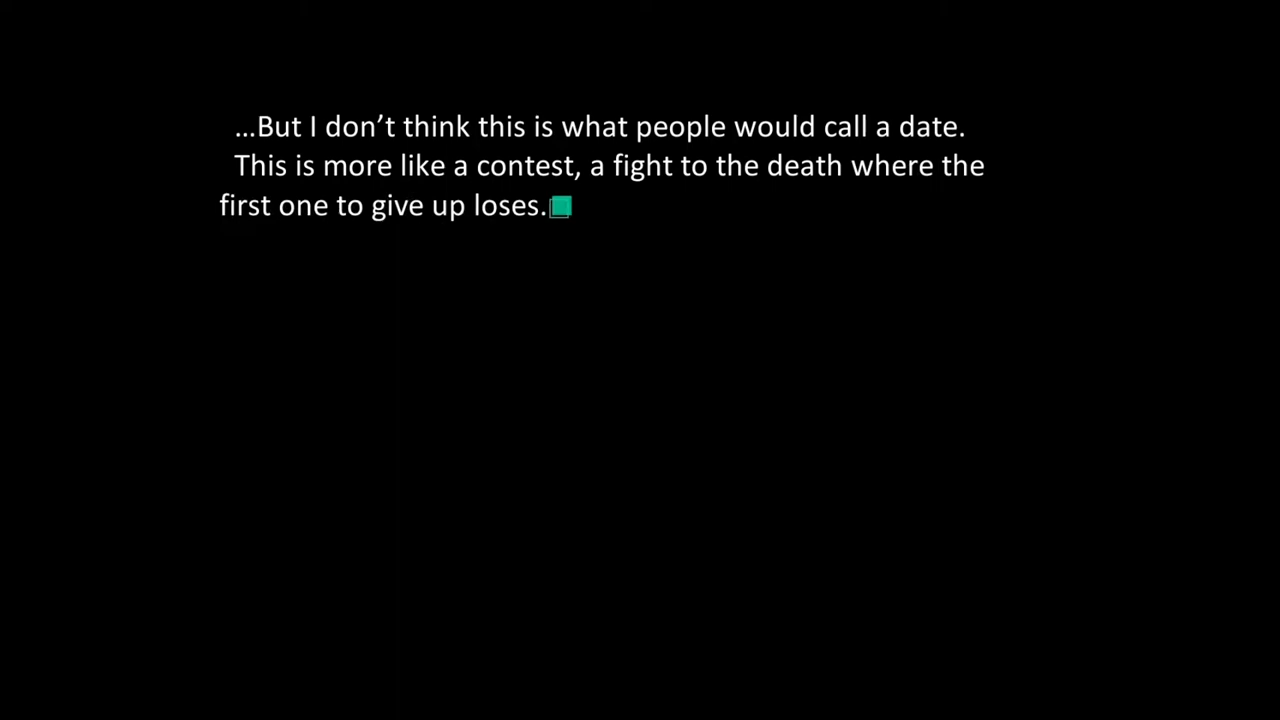 …But I don’t think this is what people would call a date.
This is more like a contest, a fight to the death where the
first one to give up loses.